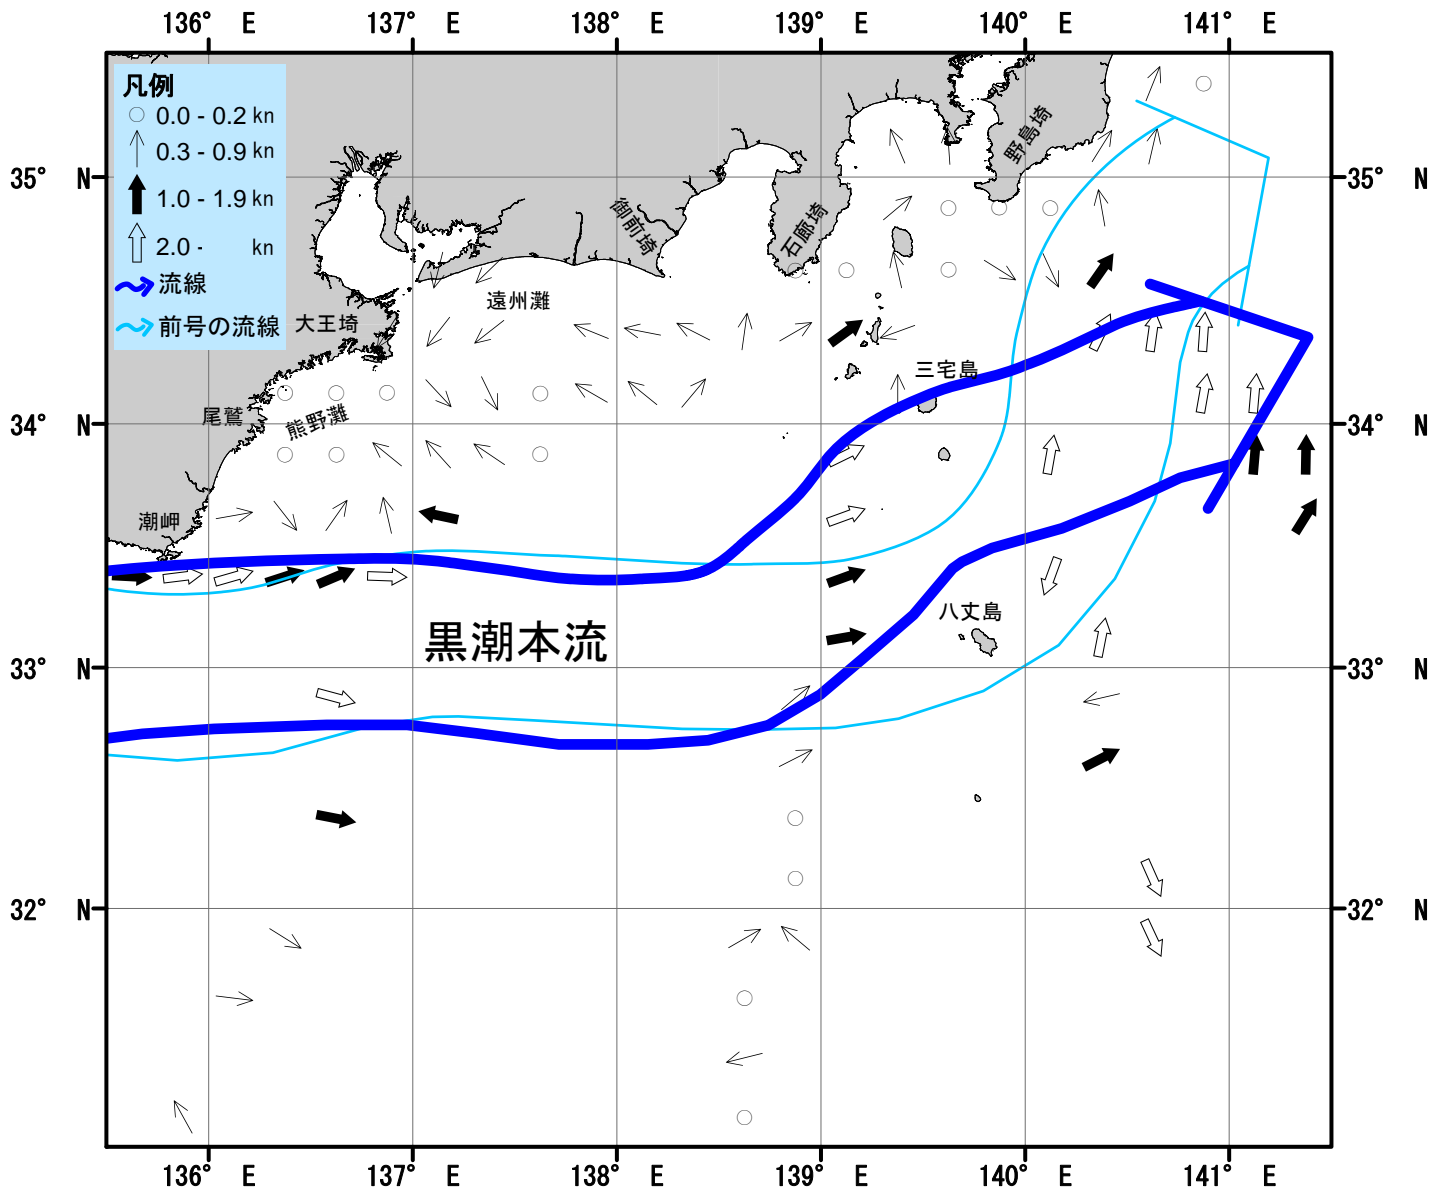 136° E 137° E 138° E 139° E 140° E 141° E
凡例
0.0 - 0.2 kn
0.3 - 0.9 kn
1.0 - 1.9 kn
2.0 - kn
流線
前号の流線
野島埼
35° N
35° N
御前埼
石廊埼
遠州灘
大王埼
三宅島
尾鷲
熊野灘
34° N
34° N
潮岬
八丈島
黒潮本流
33° N
33° N
32° N
32° N
136° E 137° E 138° E 139° E 140° E 141° E